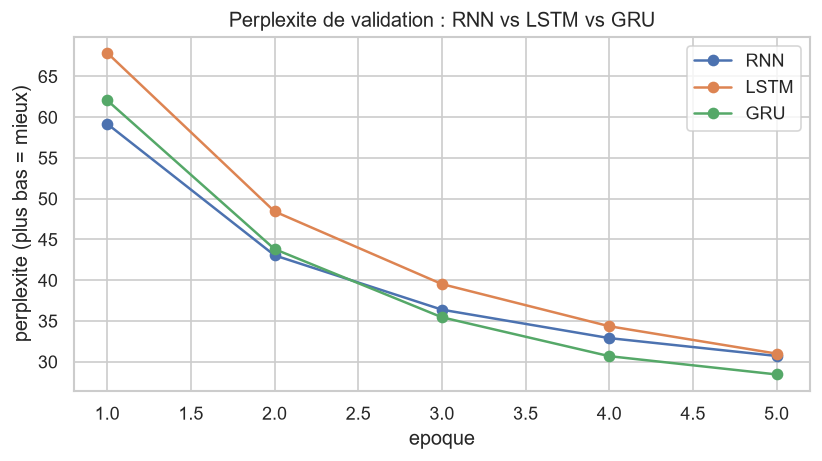 Perplexite de validation : RNN vs LSTM vs GRU
RNN
LSTM
GRU
perplexite (plus bas = mieux)
65
60
55
50
45
40
35
30
1.0 1.5 2.0 2.5 3.0 3.5 4.0 4.5 5.0
epoque